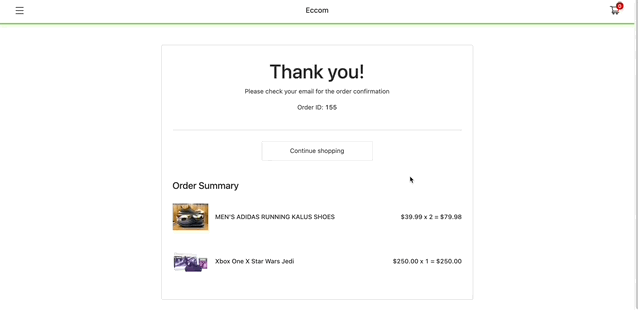 Eccom
0
Thank you!
Please check your email for the order confirmation
Order ID: 155
Continue shopping
Order Summary
MEN'S ADIDAS RUNNING KALUS SHOES
$39.99 x 2 = $79.98
Xbox One X Star Wars Jedi
$250.00 x 1 = $250.00